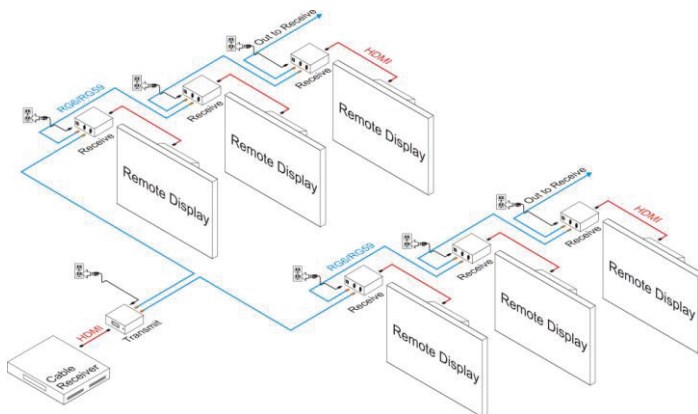 Out to Receive
HDMI
Receive
Remote Display
Receive
Remote Display
RG6/RG59
Receive
Remote Display
Out to Receive
HDMI
Receive
Remote Display
Receive
Remote Display
RG6/RG59
Receive
Remote Display
Transmit
HDMI
Cable
Receiver